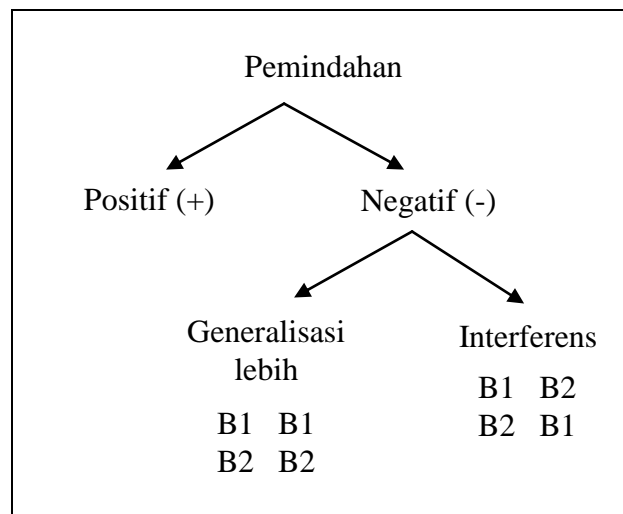 Pemindahan
Positif (+) Negatif (-)
Generalisasi
lebih
B1 B1
B2 B2
Interferens
B1 B2
B2 B1